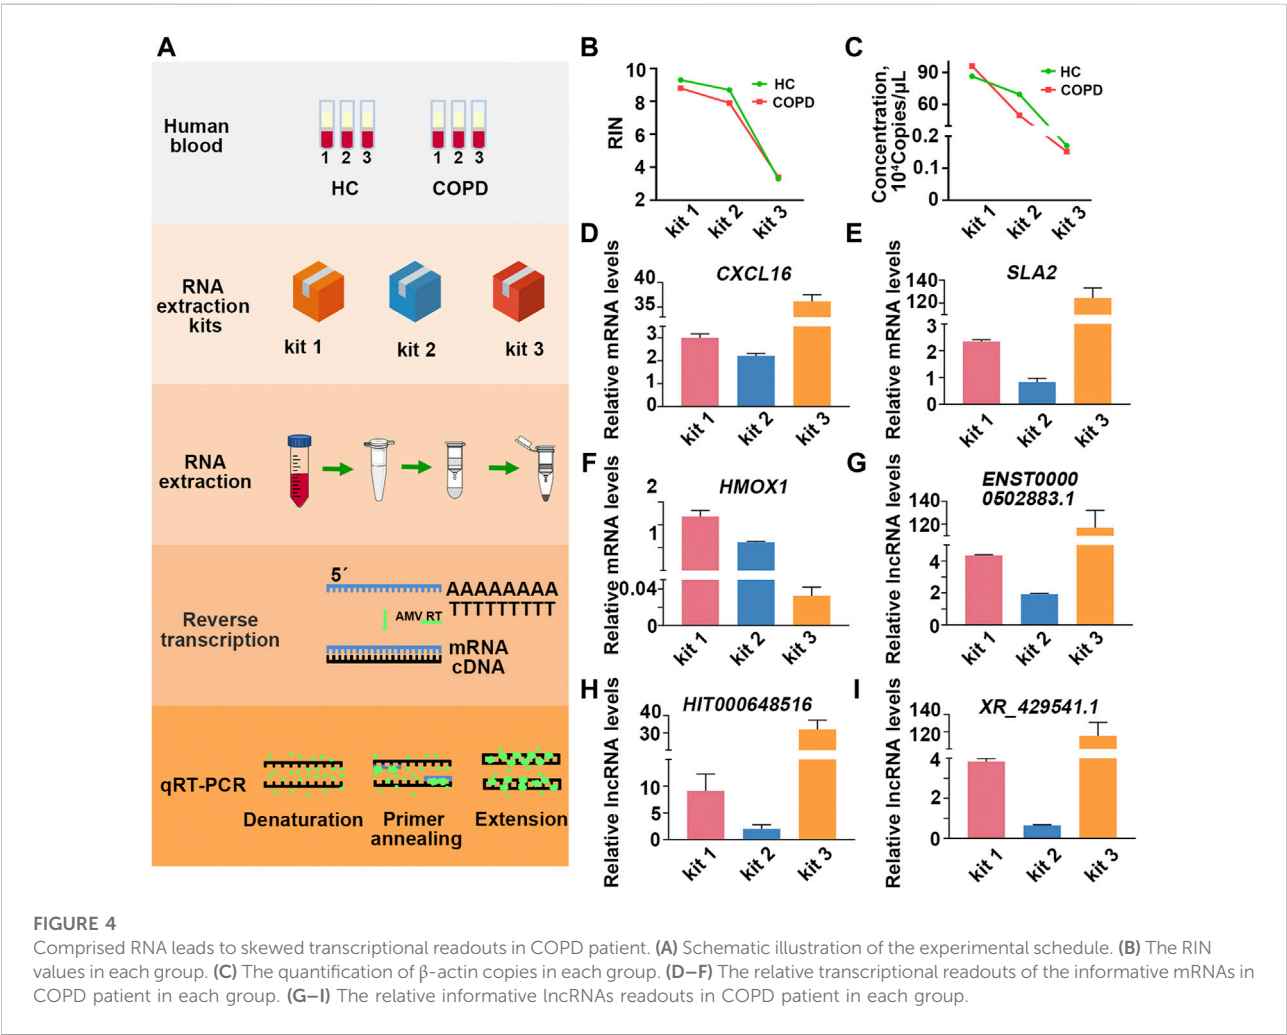 A
Human
blood
1 2 3
1 2 3
HC
COPD
RNA
extraction
kits
kit 1
kit 2
kit 3
RNA
extraction
Reverse
transcription
5´
AAAAAAAA
TTTTTTTTT
AMV RT
mRNA
cDNA
qRT-PCR
Denaturation
Primer
annealing
Extension
B
RIN
10
8
6
4
2
HC
COPD
kit 1
kit 2
kit 3
C
Concentration,
10⁴Copies/μL
90
60
0.2
0.1
0
HC
COPD
kit 1
kit 2
kit 3
D
Relative mRNA levels
CXCL16
40
35
3
2
1
0
kit 1
kit 2
kit 3
E
Relative mRNA levels
SLA2
140
120
3
2
1
0
kit 1
kit 2
kit 3
F
Relative mRNA levels
HMOX1
2
1
0.04
0
kit 1
kit 2
kit 3
G
Relative lncRNA levels
ENST0000
0502883.1
140
120
4
2
0
kit 1
kit 2
kit 3
H
Relative lncRNA levels
HIT000648516
40
30
10
5
0
kit 1
kit 2
kit 3
I
Relative lncRNA levels
XR_429541.1
140
120
4
2
0
kit 1
kit 2
kit 3
FIGURE 4
Comprised RNA leads to skewed transcriptional readouts in COPD patient. (A) Schematic illustration of the experimental schedule. (B) The RIN
values in each group. (C) The quantification of β-actin copies in each group. (D–F) The relative transcriptional readouts of the informative mRNAs in
COPD patient in each group. (G–I) The relative informative lncRNAs readouts in COPD patient in each group.